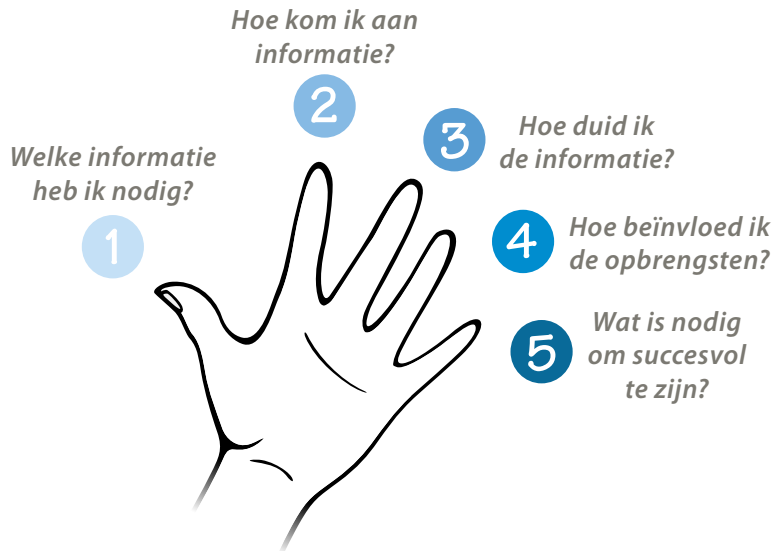 Welke informatie
heb ik nodig?
1
Hoe kom ik aan
informatie?
2
3
Hoe duid ik
de informatie?
4
Hoe beïnvloed ik
de opbrengsten?
5
Wat is nodig
om succesvol
te zijn?